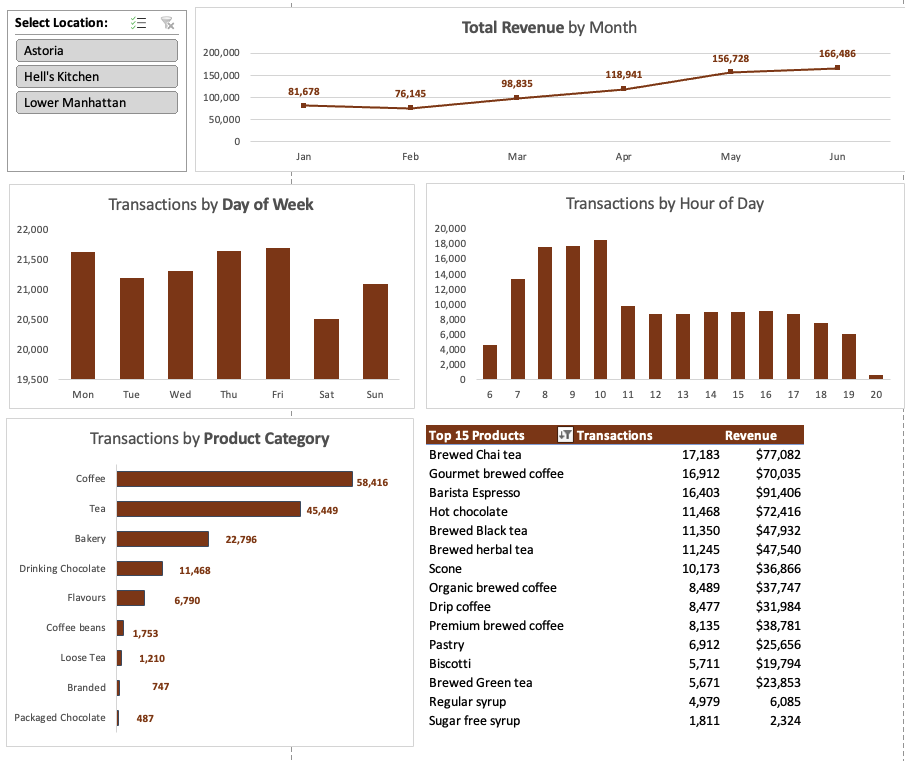 Select Location:
Astoria
Hell's Kitchen
Lower Manhattan
Total Revenue by Month
200,000
150,000
100,000
50,000
0
81,678
76,145
98,835
118,941
156,728
166,486
Jan Feb Mar Apr May Jun
Transactions by Day of Week
22,000
21,500
21,000
20,500
20,000
19,500
Mon Tue Wed Thu Fri Sat Sun
Transactions by Hour of Day
20,000
18,000
16,000
14,000
12,000
10,000
8,000
6,000
4,000
2,000
0
6 7 8 9 10 11 12 13 14 15 16 17 18 19 20
Transactions by Product Category
Coffee 58,416
Tea 45,449
Bakery 22,796
Drinking Chocolate 11,468
Flavours 6,790
Coffee beans 1,753
Loose Tea 1,210
Branded 747
Packaged Chocolate 487
Top 15 Products Transactions Revenue
Brewed Chai tea 17,183 $77,082
Gourmet brewed coffee 16,912 $70,035
Barista Espresso 16,403 $91,406
Hot chocolate 11,468 $72,416
Brewed Black tea 11,350 $47,932
Brewed herbal tea 11,245 $47,540
Scone 10,173 $36,866
Organic brewed coffee 8,489 $37,747
Drip coffee 8,477 $31,984
Premium brewed coffee 8,135 $38,781
Pastry 6,912 $25,656
Biscotti 5,711 $19,794
Brewed Green tea 5,671 $23,853
Regular syrup 4,979 6,085
Sugar free syrup 1,811 2,324